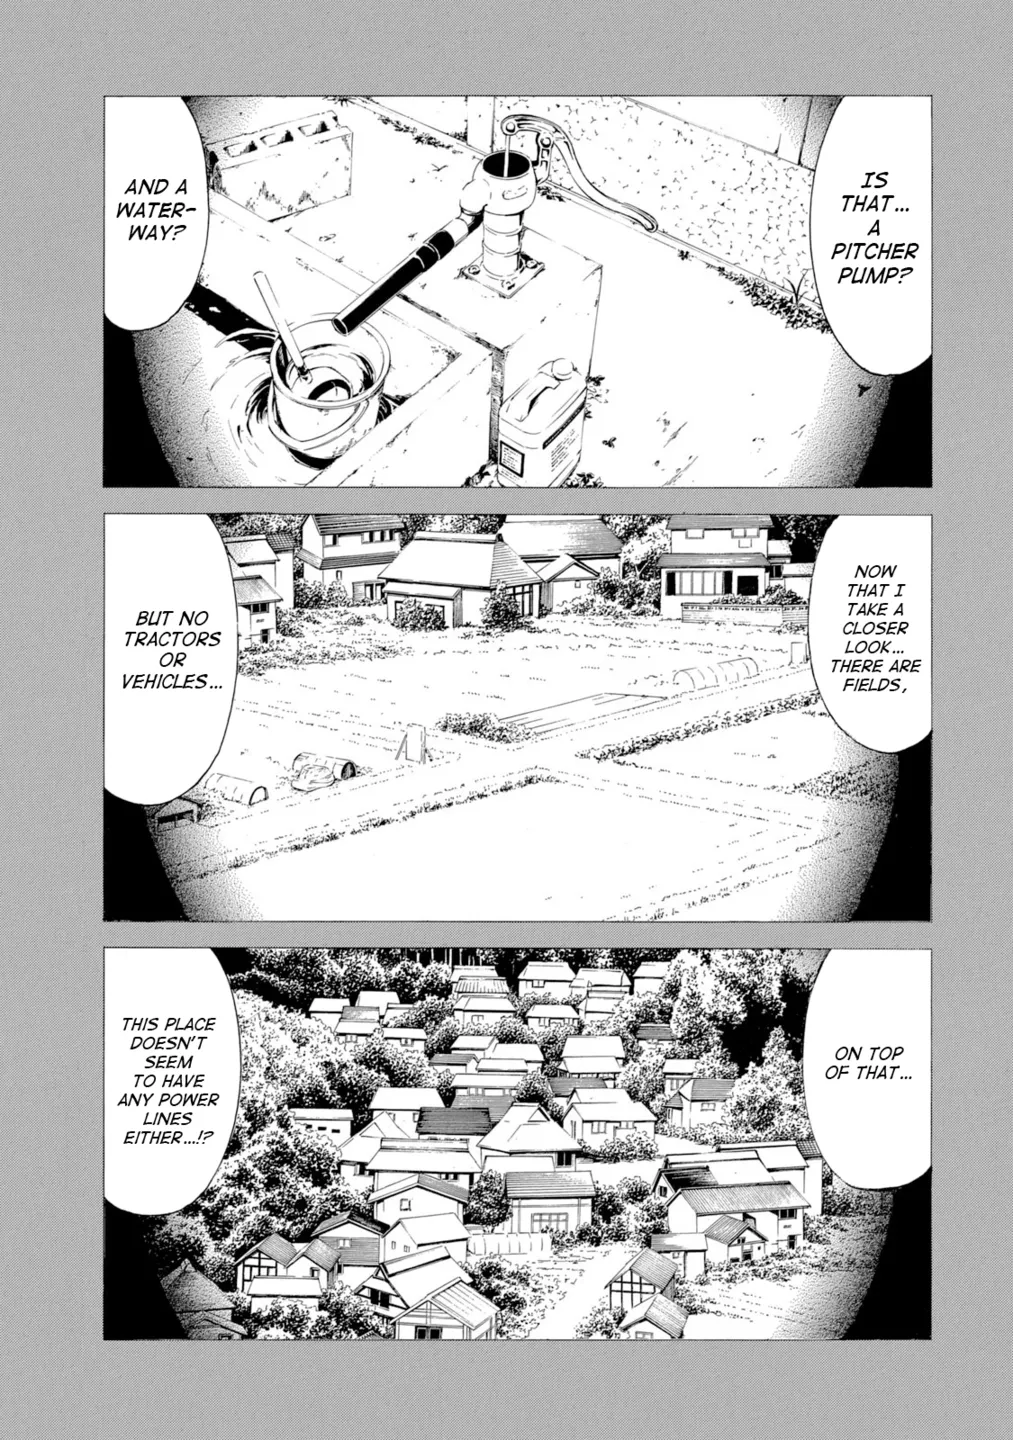 IS
THAT...
A
PITCHER
PUMP?
AND A
WATER-
WAY?
NOW
THAT I
TAKE A
CLOSER
LOOK...
THERE ARE
FIELDS,
BUT NO
TRACTORS
OR
VEHICLES...
ON TOP
OF THAT...
THIS PLACE
DOESN'T
SEEM
TO HAVE
ANY POWER
LINES
EITHER...!?